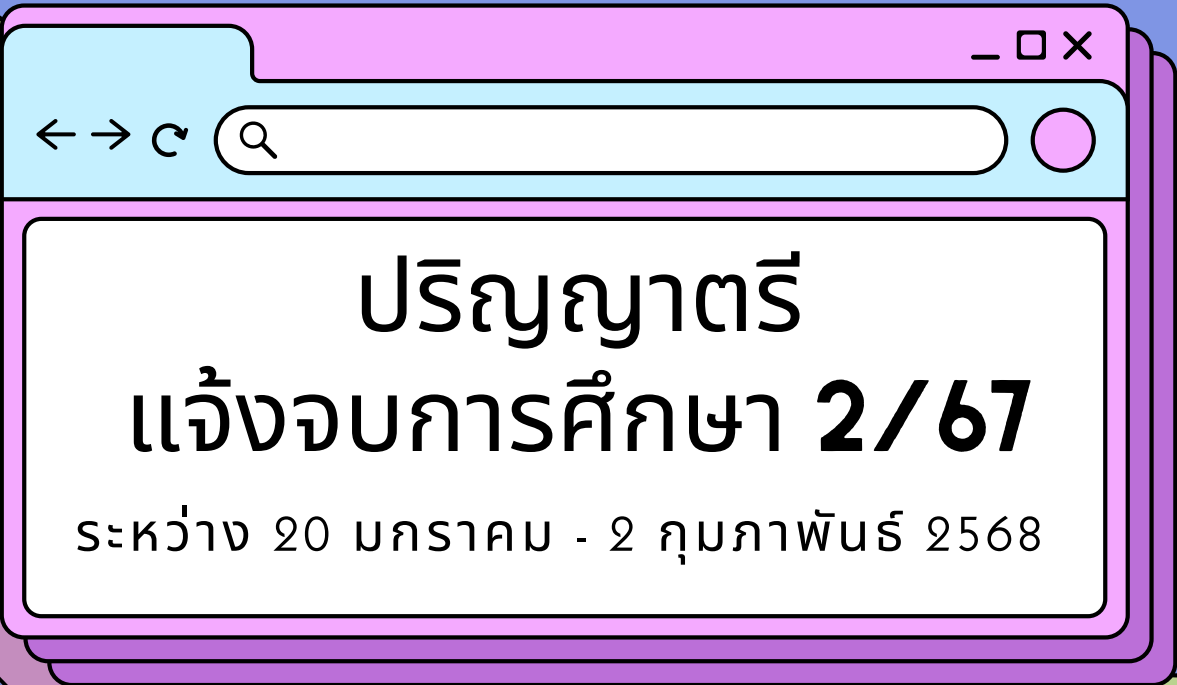 ปริญญาตรี
แจ้งจบการศึกษา 2/67
ระหว่าง 20 มกราคม - 2 กุมภาพันธ์ 2568